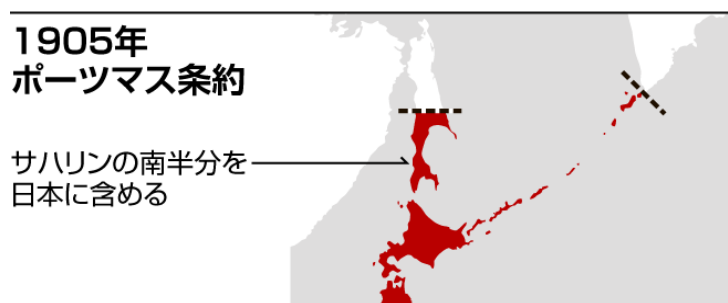 1905年
ポーツマス条約
サハリンの南半分を
日本に含める